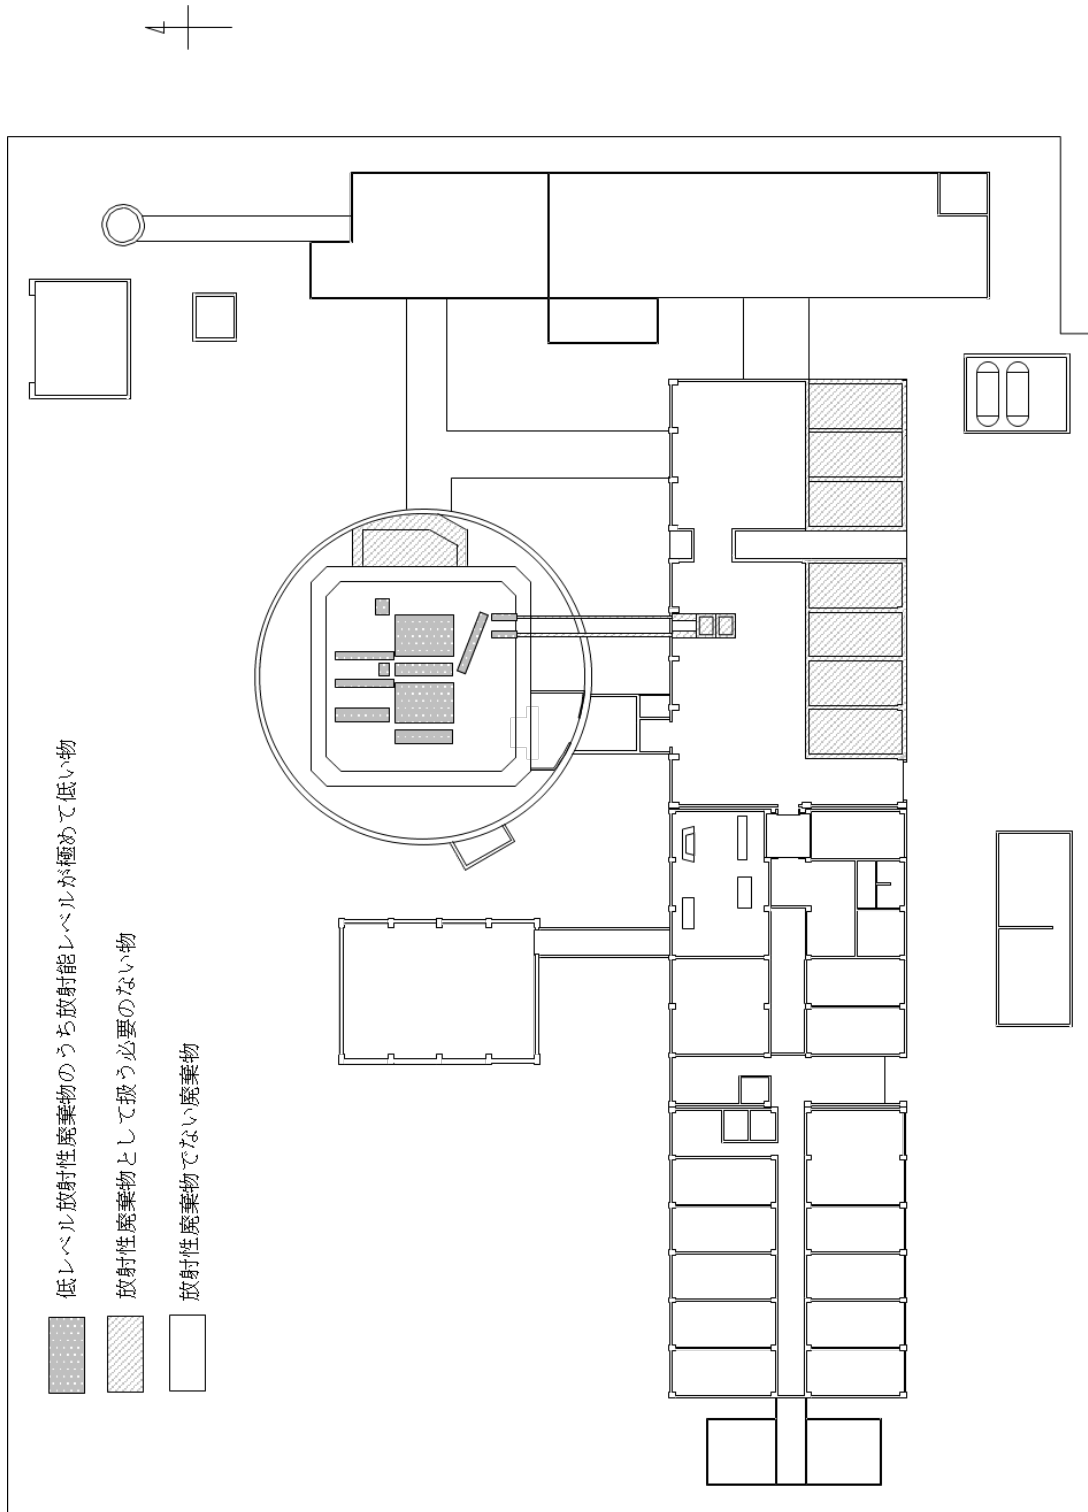 低レベル放射性廃棄物のうち放射能レベルが極めて低い物
放射性廃棄物として扱う必要のない物
放射性廃棄物でない廃棄物